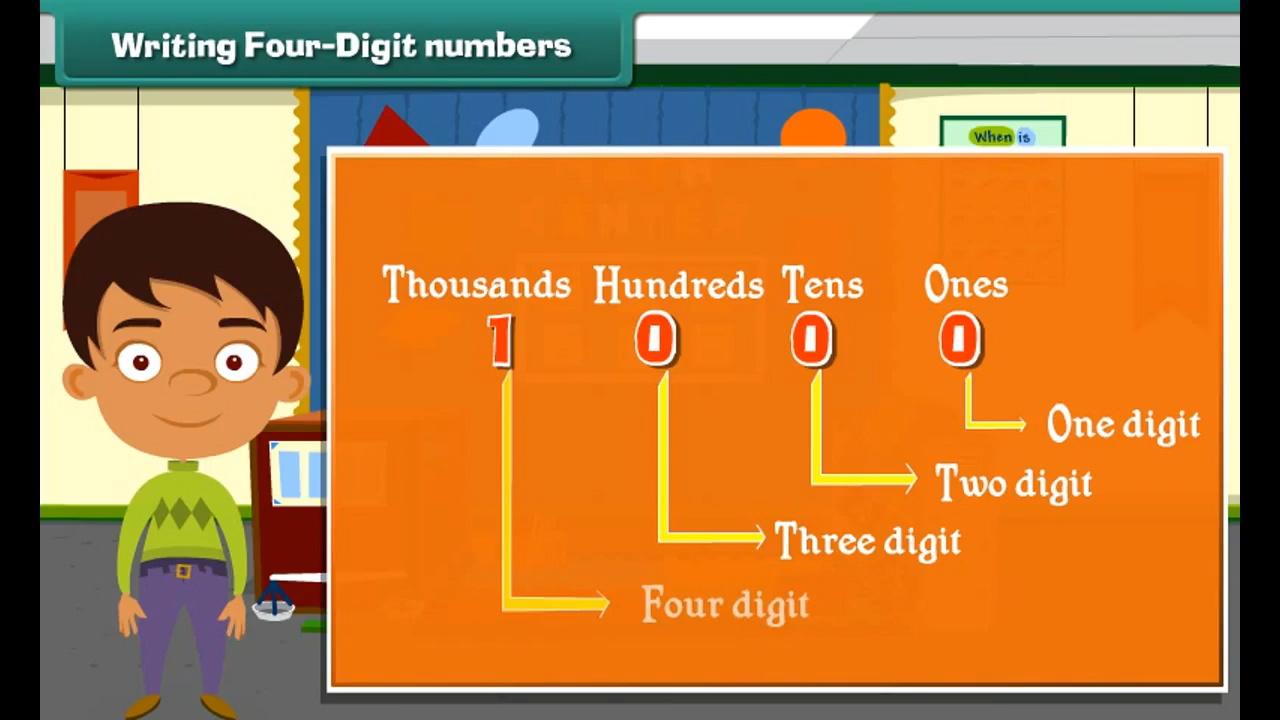 Writing Four-Digit numbers
When is
Thousands Hundreds Tens Ones
1 0 0 0
One digit
Two digit
Three digit
Four digit